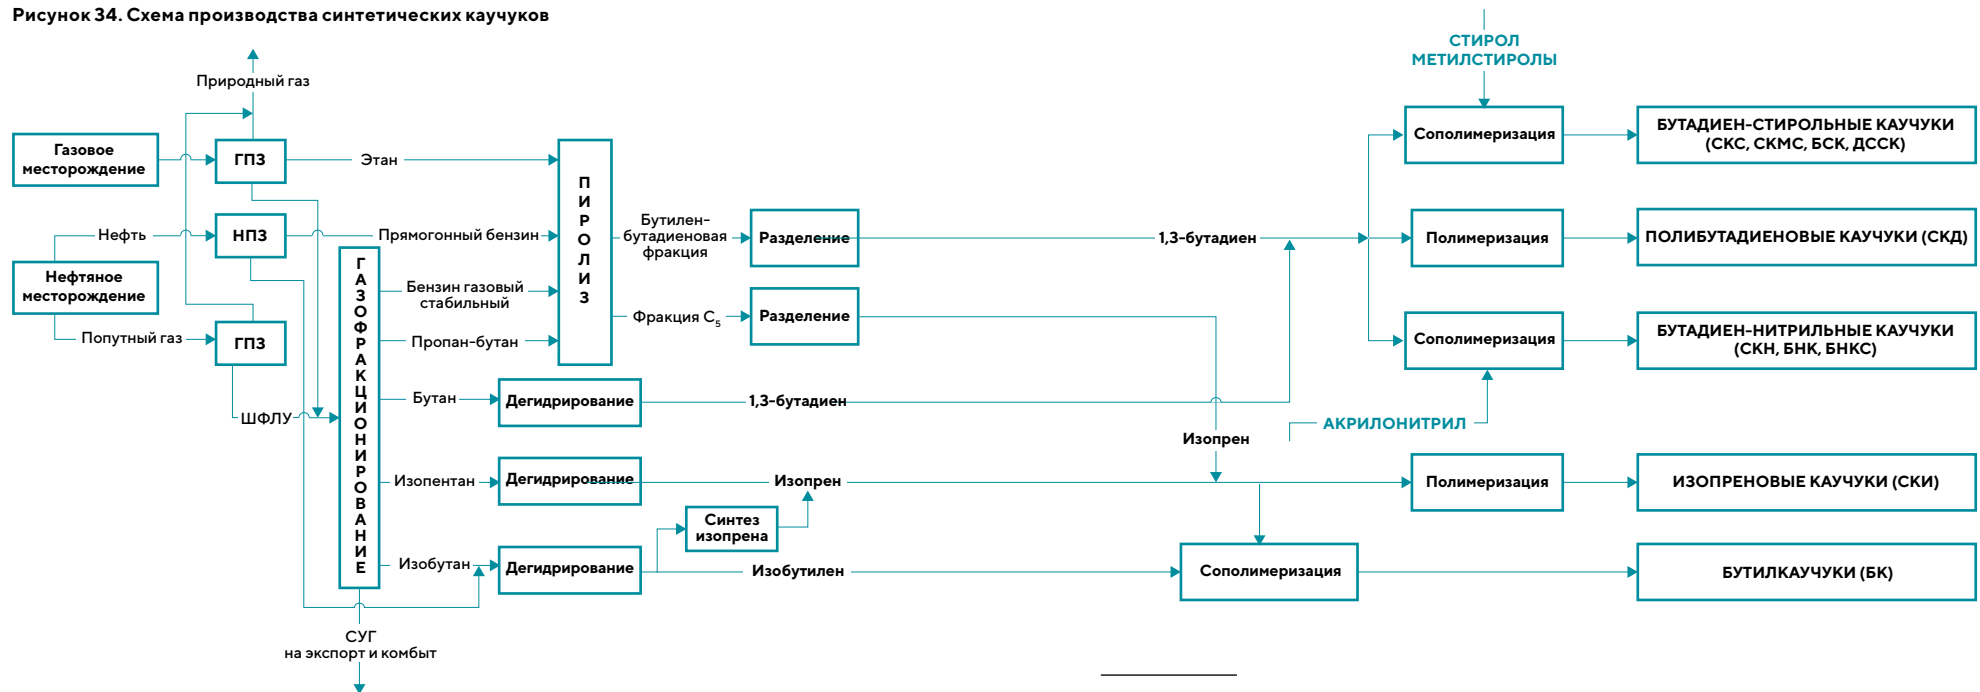 Рисунок 34. Схема производства синтетических каучуков
СТИРОЛ
МЕТИЛСТИРОЛЫ
Природный газ
Газовое
месторождение
ГПЗ
Этан
ПИРОЛИЗ
Сополимеризация
БУТАДИЕН-СТИРОЛЬНЫЕ КАУЧУКИ
(СКС, СКМС, БСК, ДССК)
Нефть
НПЗ
Прямогонный бензин
Бутилен-
бутадиеновая
фракция
Разделение
1,3-бутадиен
Полимеризация
ПОЛИБУТАДИЕНОВЫЕ КАУЧУКИ (СКД)
Нефтяное
месторождение
ГАЗОФРАКЦИОНИРОВАНИЕ
Бензин газовый
стабильный
Фракция C₅
Разделение
Попутный газ
ГПЗ
Пропан-бутан
Сополимеризация
БУТАДИЕН-НИТРИЛЬНЫЕ КАУЧУКИ
(СКН, БНК, БНКС)
ШФЛУ
Бутан
Дегидрирование
1,3-бутадиен
АКРИЛОНИТРИЛ
Изопрен
Изопентан
Дегидрирование
Изопрен
Полимеризация
ИЗОПРЕНОВЫЕ КАУЧУКИ (СКИ)
Синтез
изопрена
Изобутан
Дегидрирование
Изобутилен
Сополимеризация
БУТИЛКАУЧУКИ (БК)
СУГ
на экспорт и комбыт